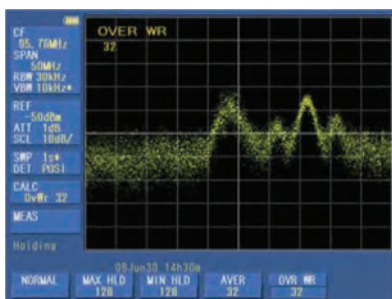 CF
95.76MHz
SPAN
50MHz
RBW 30kHz
VBW 10kHz*
REF
-50dBm
ATT 1dB
SCL 10dB/
SWP 1s*
DET POSI
CALC
OvWr 32
MEAS
Holding
OVER WR
32
09Jun30 14h30m
NORMAL
MAX HLD
128
MIN HLD
128
AVER
32
OVR WR
32